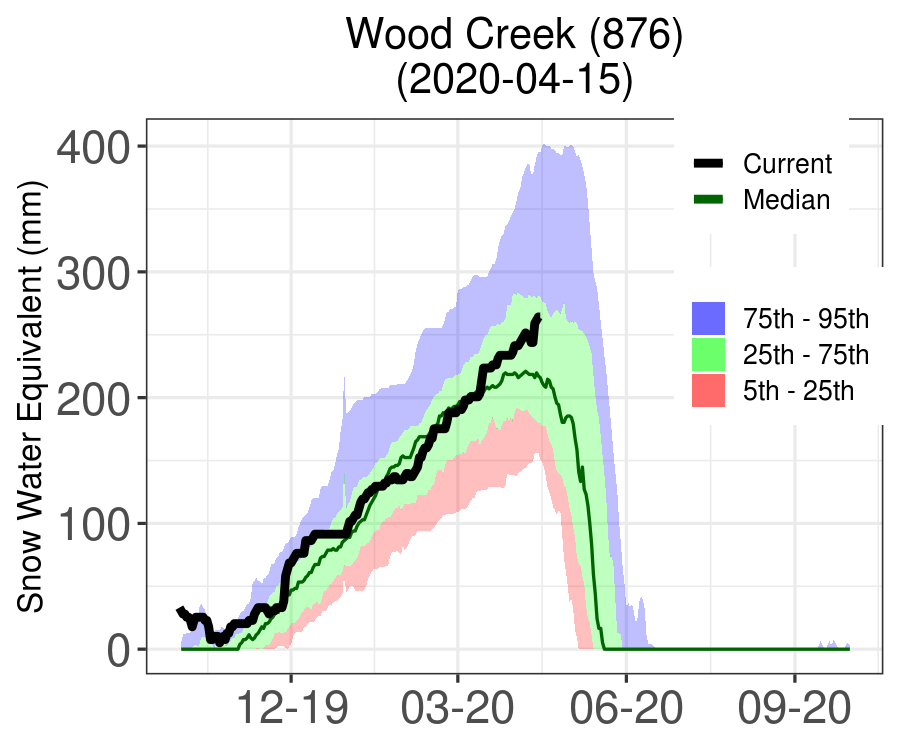 Wood Creek (876)
(2020-04-15)
Snow Water Equivalent (mm)
400
300
200
100
0
12-19
03-20
06-20
09-20
Current
Median
75th - 95th
25th - 75th
5th - 25th